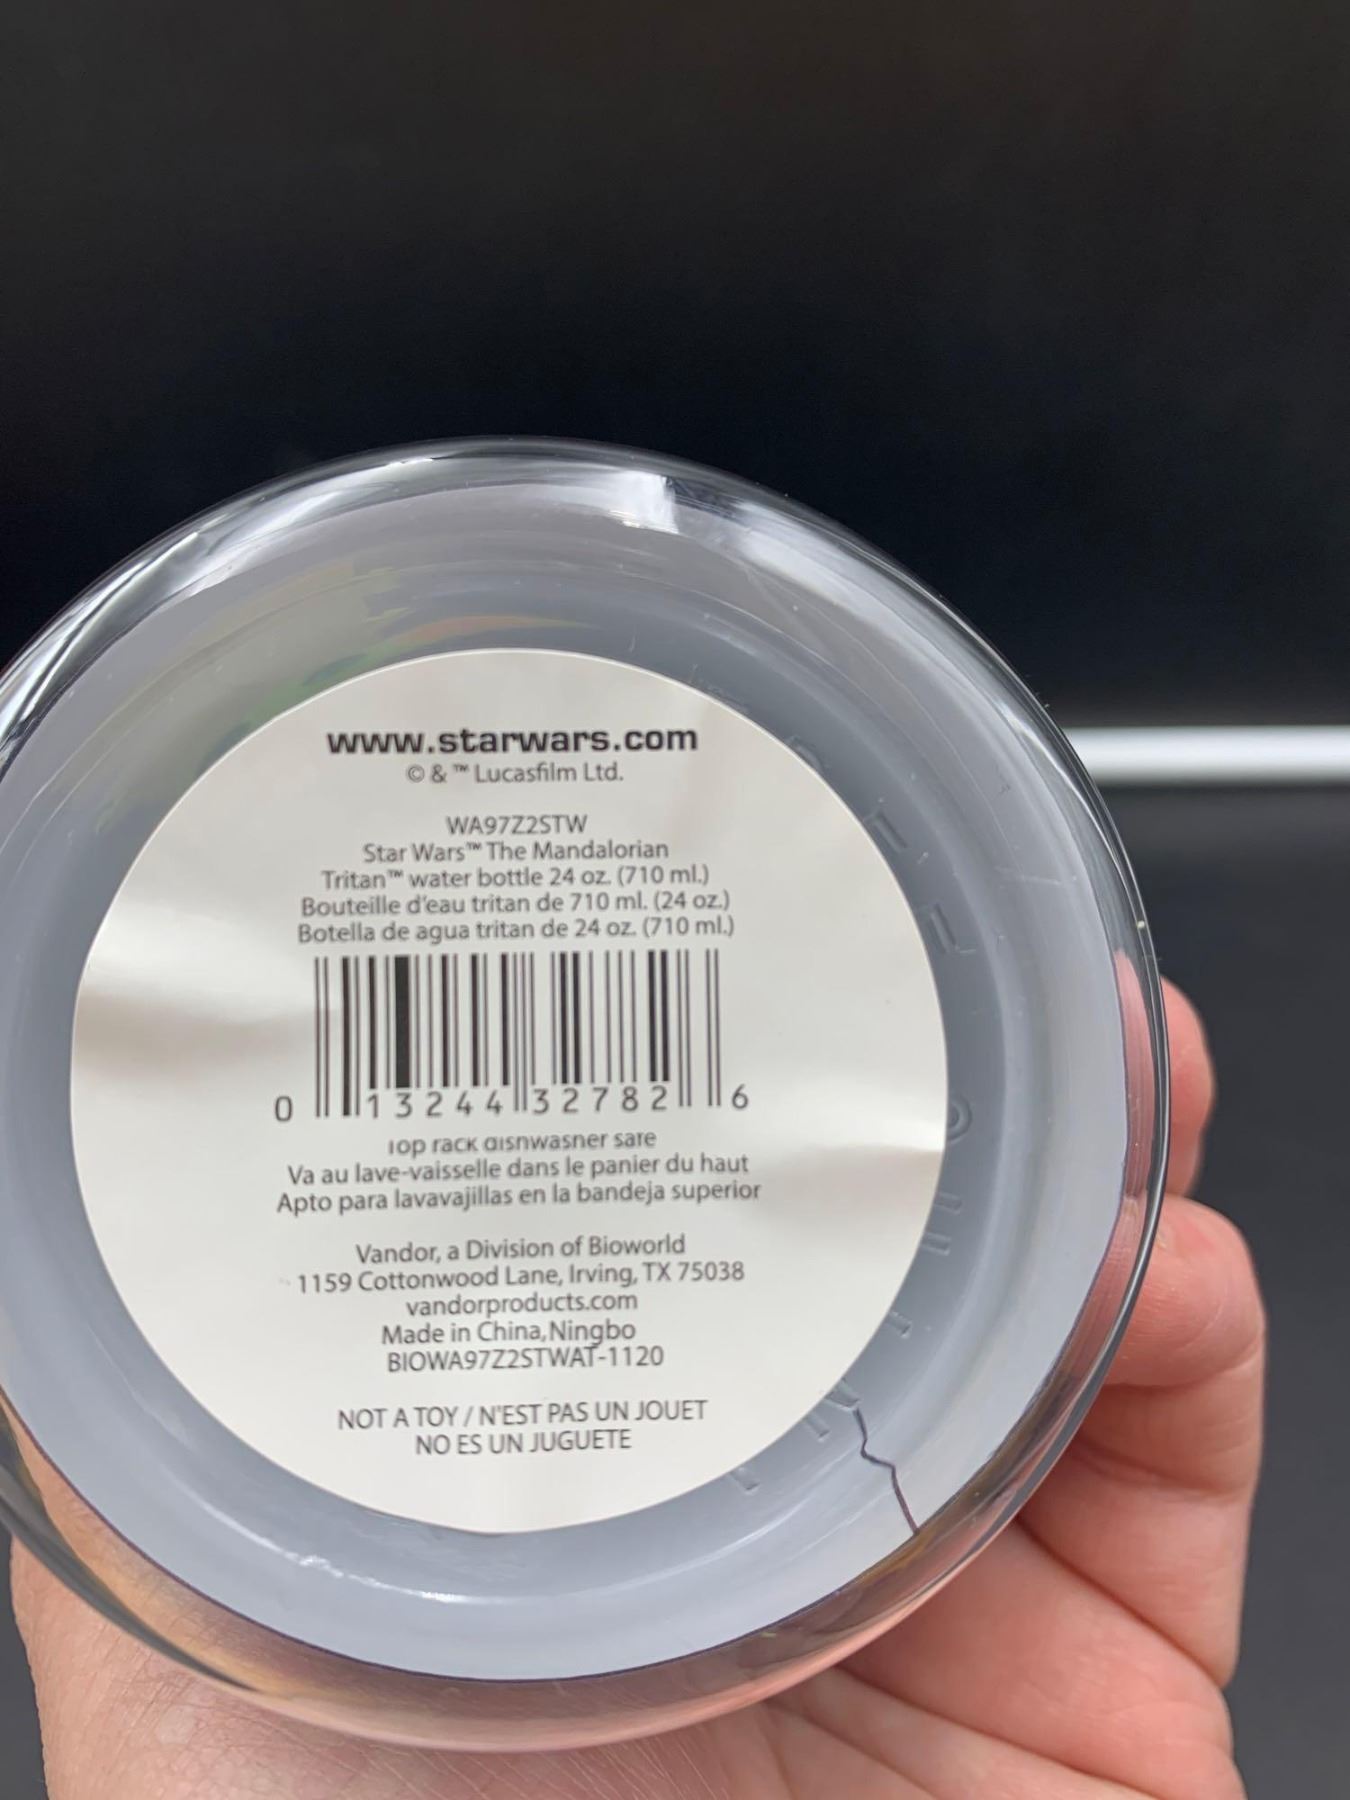 www.starwars.com
© & ™ Lucasfilm Ltd.
WA97Z2STW
Star Wars™ The Mandalorian
Tritan™ water bottle 24 oz. (710 ml.)
Bouteille d'eau tritan de 710 ml. (24 oz.)
Botella de agua tritan de 24 oz. (710 ml.)
0 13244 32782 6
Top rack dishwasher safe
Va au lave-vaisselle dans le panier du haut
Apto para lavavajillas en la bandeja superior
Vandor, a Division of Bioworld
1159 Cottonwood Lane, Irving, TX 75038
vandorproducts.com
Made in China,Ningbo
BIOWA97Z2STWAT-1120
NOT A TOY / N'EST PAS UN JOUET
NO ES UN JUGUETE